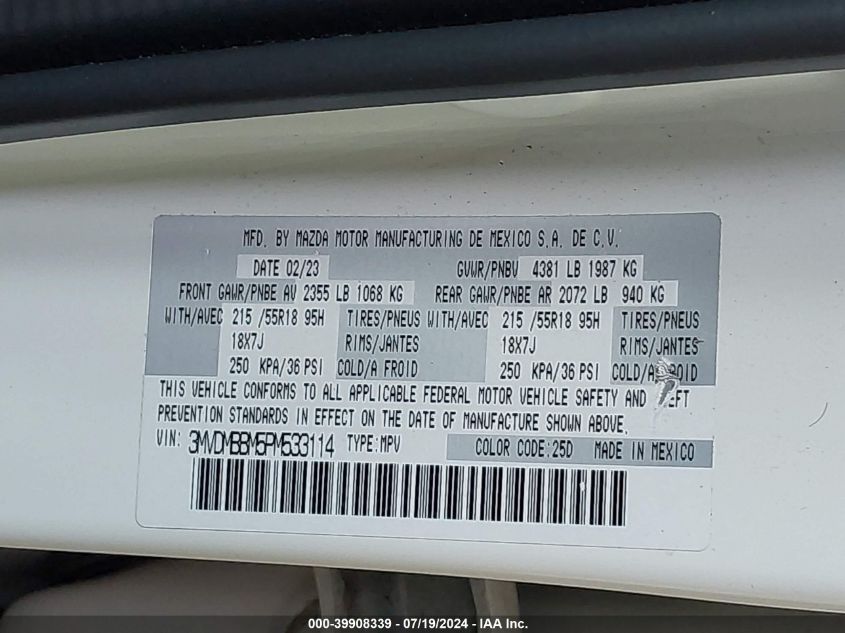 MFD. BY MAZDA MOTOR MANUFACTURING DE MEXICO S.A. DE C.V.
DATE 02/23 GVWR/PNBV 4381 LB 1987 KG
FRONT GAWR/PNBE AV 2355 LB 1068 KG REAR GAWR/PNBE AR 2072 LB 940 KG
WITH/AVEC 215 /55R18 95H TIRES/PNEUS WITH/AVEC 215 /55R18 95H TIRES/PNEUS
18X7J RIMS/JANTES 18X7J RIMS/JANTES
250 KPA/36 PSI COLD/A FROID 250 KPA/36 PSI COLD/A FROID
THIS VEHICLE CONFORMS TO ALL APPLICABLE FEDERAL MOTOR VEHICLE SAFETY AND THEFT
PREVENTION STANDARDS IN EFFECT ON THE DATE OF MANUFACTURE SHOWN ABOVE.
VIN: 3MVDMBBM5PM533114 TYPE:MPV COLOR CODE:25D MADE IN MEXICO
000-39908339 / 07/19/2024 - IAA Inc.